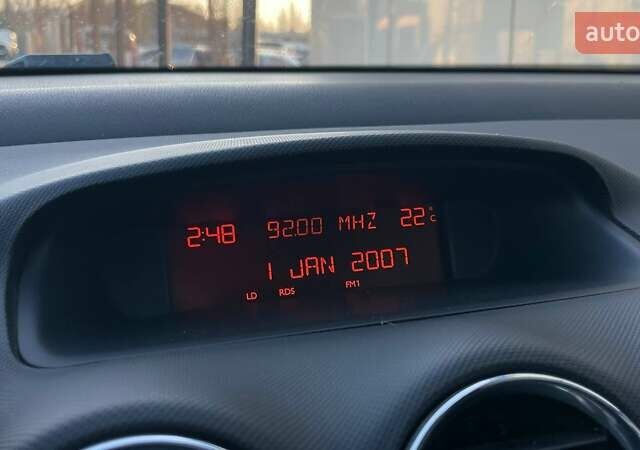 auto
2:48 92.00 MHZ 22°C
1 JAN 2007
LD RDS FM1